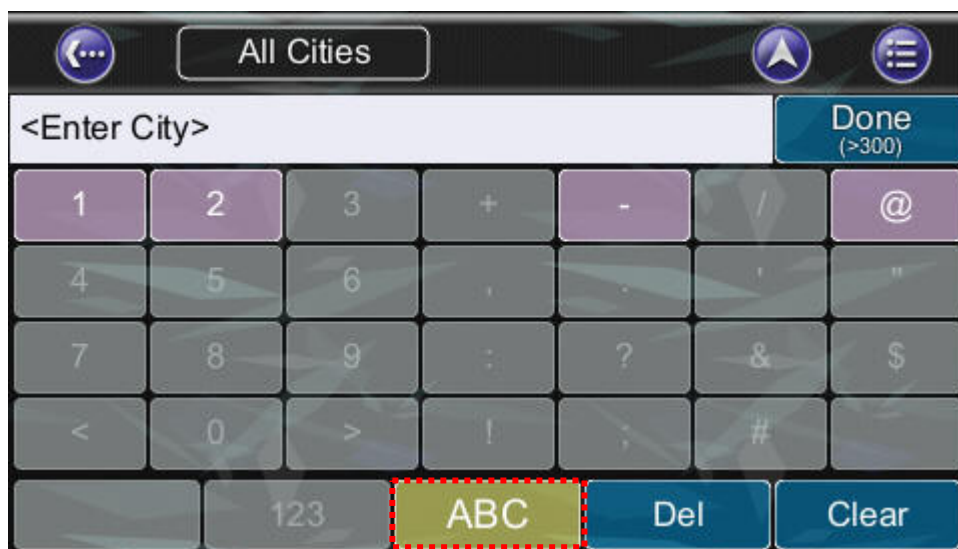 All Cities
<Enter City>
Done
(>300)
1 2 3 + - / @
4 5 6 , . ' "
7 8 9 : ? & $
< 0 > ! ; #
123 ABC Del Clear